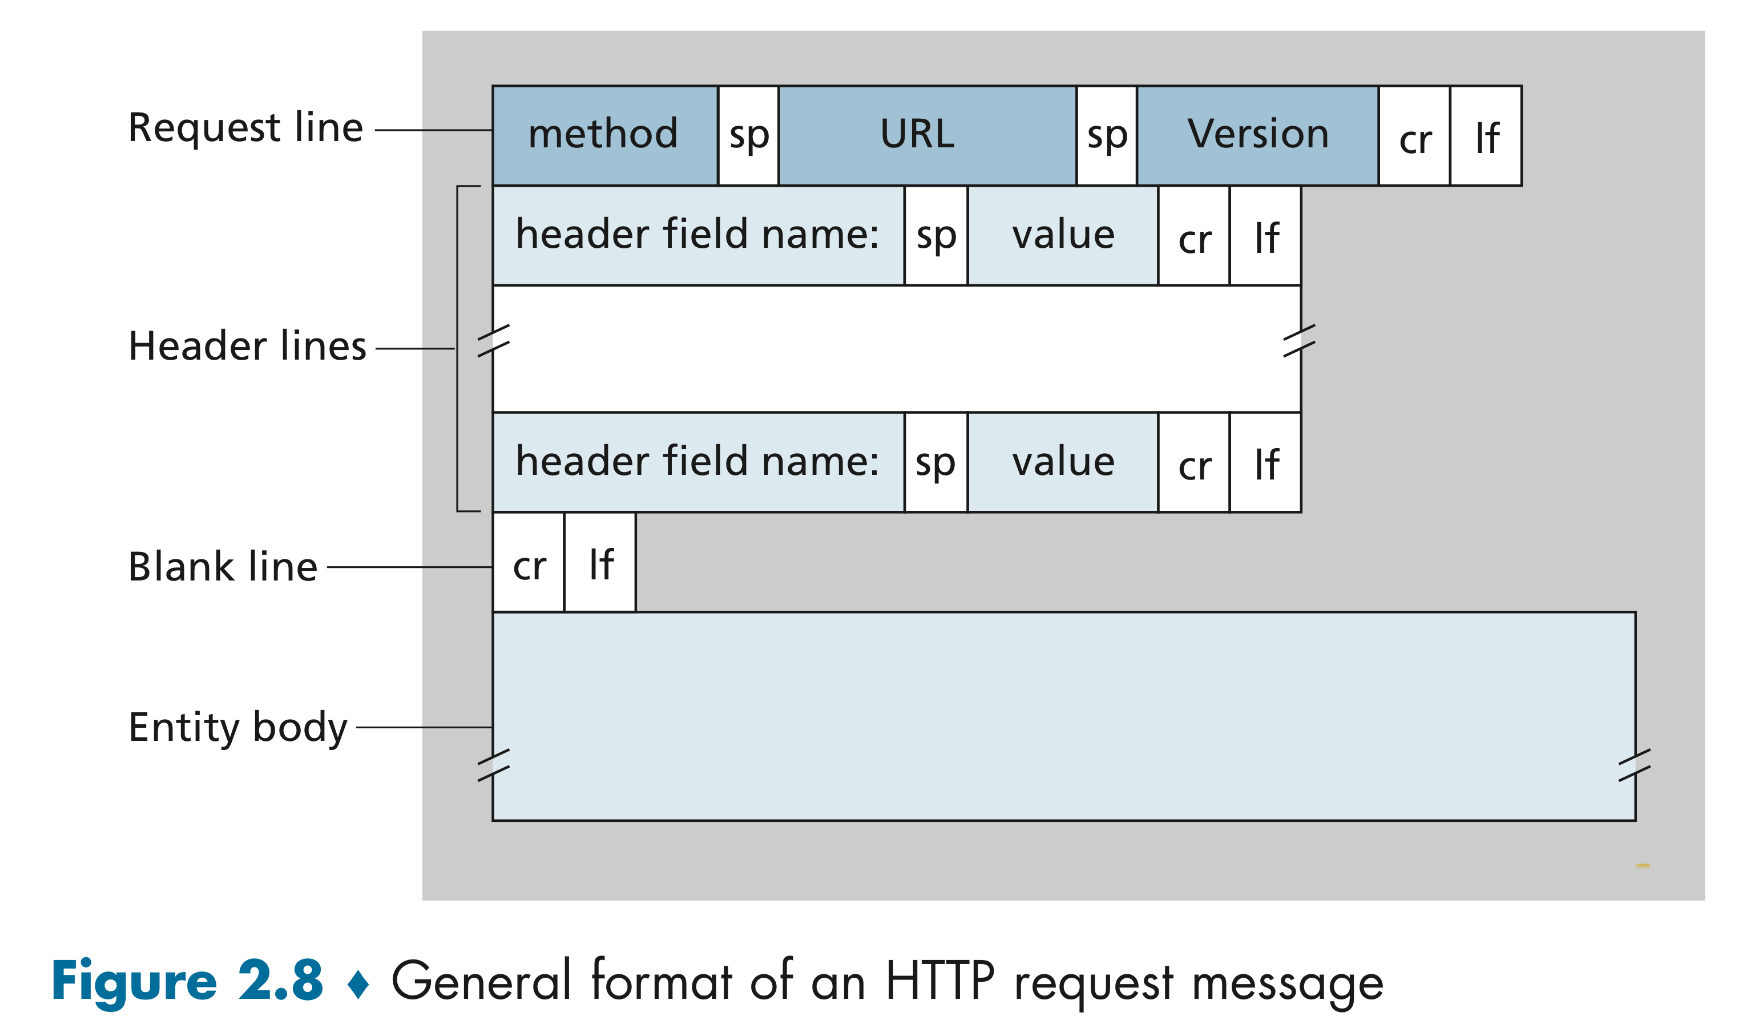 Request line method sp URL sp Version cr lf
header field name: sp value cr lf
Header lines
header field name: sp value cr lf
Blank line cr lf
Entity body
Figure 2.8 ♦ General format of an HTTP request message